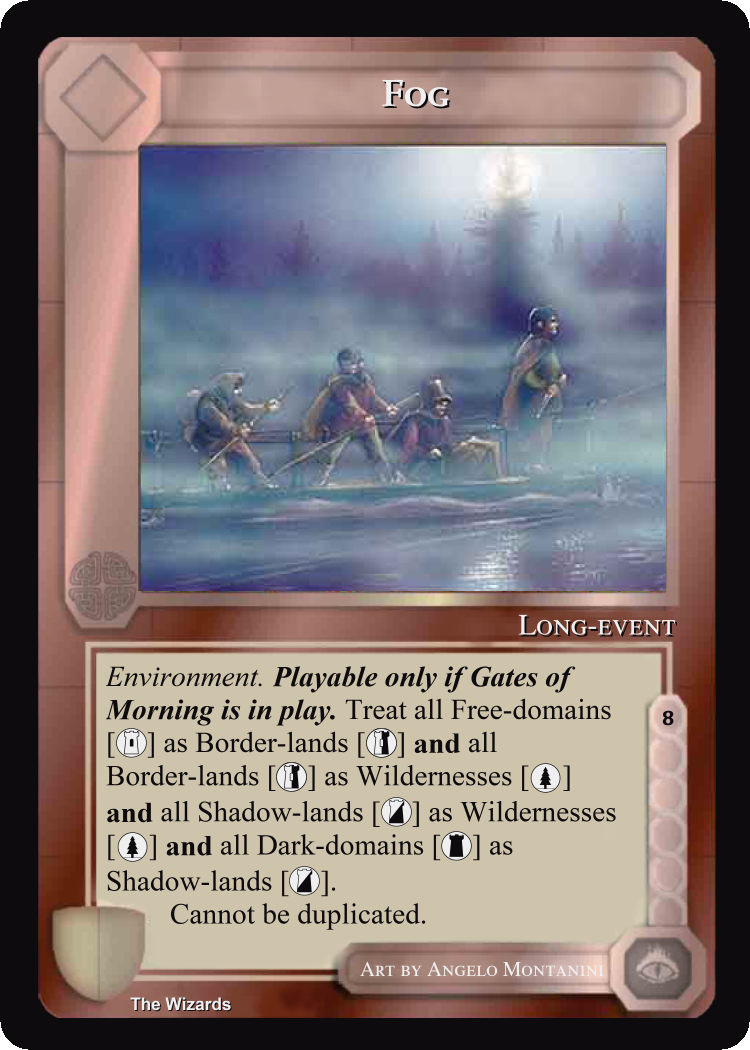 Fog
Long-event
Environment. Playable only if Gates of
Morning is in play. Treat all Free-domains
[] as Border-lands [] and all
Border-lands [] as Wildernesses []
and all Shadow-lands [] as Wildernesses
[] and all Dark-domains [] as
Shadow-lands [].
Cannot be duplicated.
8
Art by Angelo Montanini
The Wizards